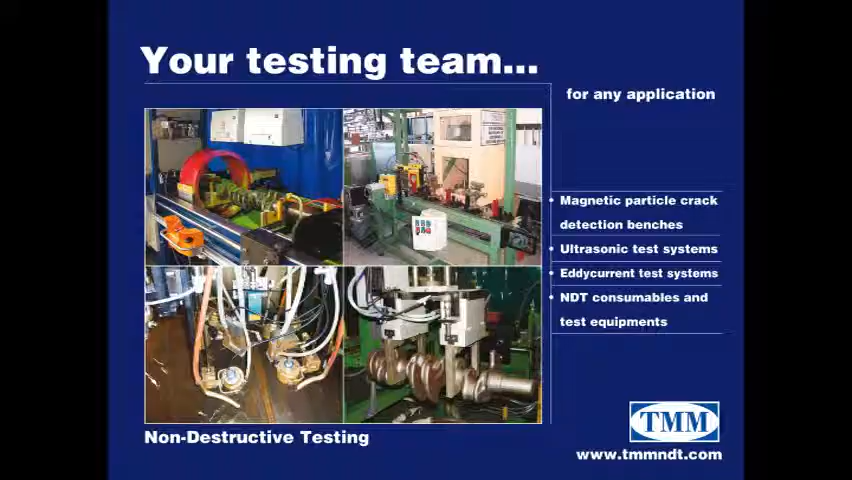 Your testing team...
for any application
• Magnetic particle crack
detection benches
• Ultrasonic test systems
• Eddycurrent test systems
• NDT consumables and
test equipments
Non-Destructive Testing
TMM
www.tmmndt.com